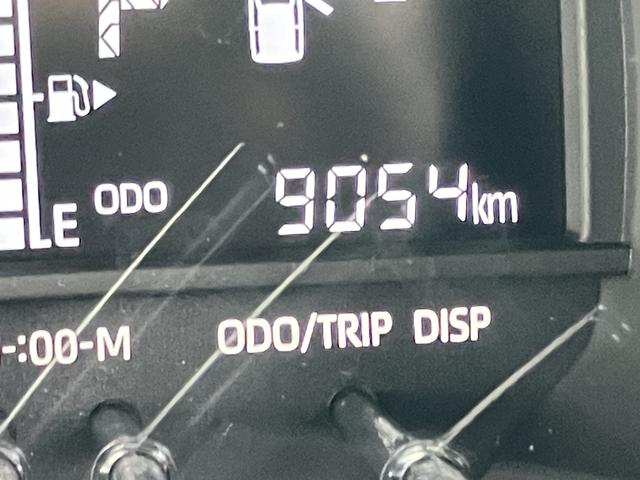 ODO 9054km
E
-:00-M ODO/TRIP DISP